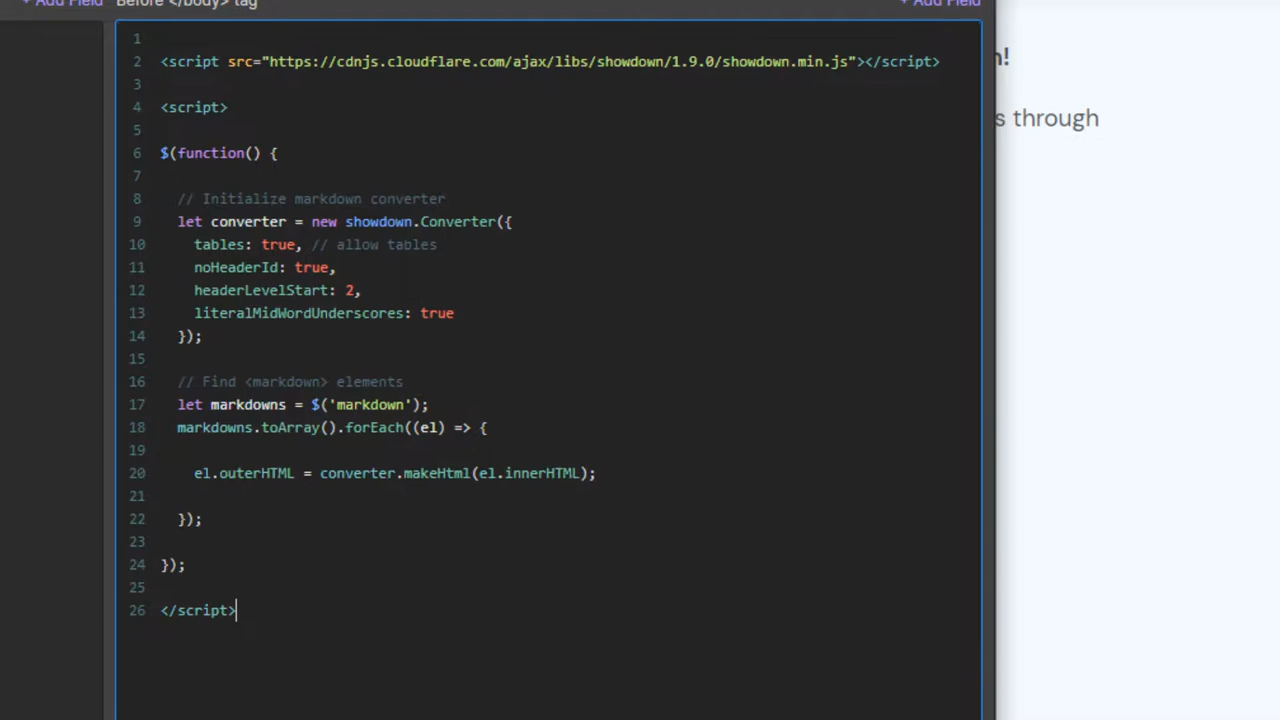 + Add Field Before </body> tag + Add Field
1
2 <script src="https://cdnjs.cloudflare.com/ajax/libs/showdown/1.9.0/showdown.min.js"></script>
3
4 <script>
5
6 $(function() {
7
8 // Initialize markdown converter
9 let converter = new showdown.Converter({
10 tables: true, // allow tables
11 noHeaderId: true,
12 headerLevelStart: 2,
13 literalMidWordUnderscores: true
14 });
15
16 // Find <markdown> elements
17 let markdowns = $('markdown');
18 markdowns.toArray().forEach((el) => {
19
20 el.outerHTML = converter.makeHtml(el.innerHTML);
21
22 });
23
24 });
25
26 </script>
n!
s through